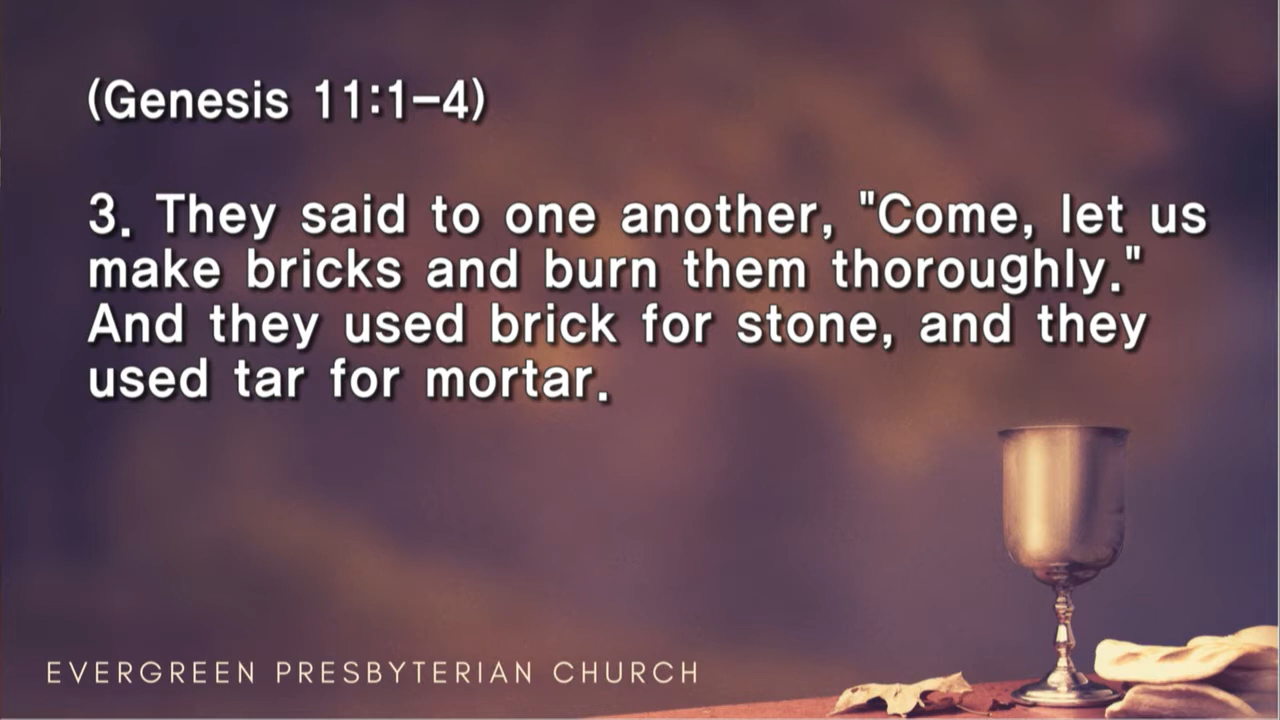 (Genesis 11:1-4)
3. They said to one another, "Come, let us
make bricks and burn them thoroughly."
And they used brick for stone, and they
used tar for mortar.
EVERGREEN PRESBYTERIAN CHURCH